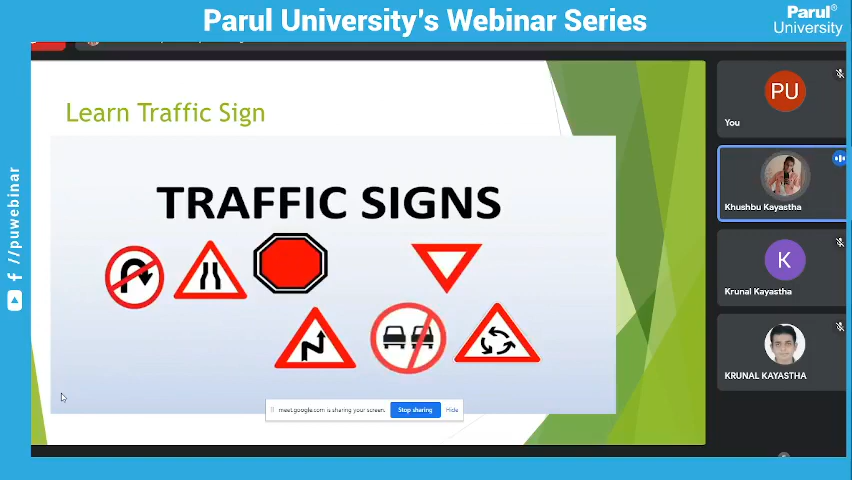 Parul University's Webinar Series
Parul®
University
Learn Traffic Sign
TRAFFIC SIGNS
meet.google.com is sharing your screen.
Stop sharing
Hide
PU
You
Khushbu Kayastha
K
Krunal Kayastha
KRUNAL KAYASTHA
//puwebinar